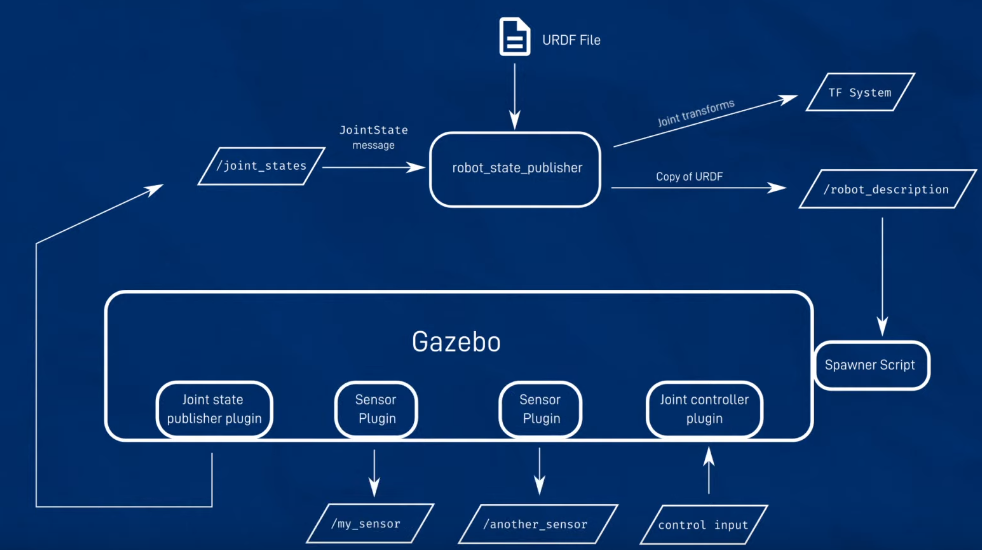 URDF File
TF System
Joint transforms
JointState
message
/joint_states
robot_state_publisher
Copy of URDF
/robot_description
Gazebo
Spawner Script
Joint state
publisher plugin
Sensor
Plugin
Sensor
Plugin
Joint controller
plugin
/my_sensor
/another_sensor
control input